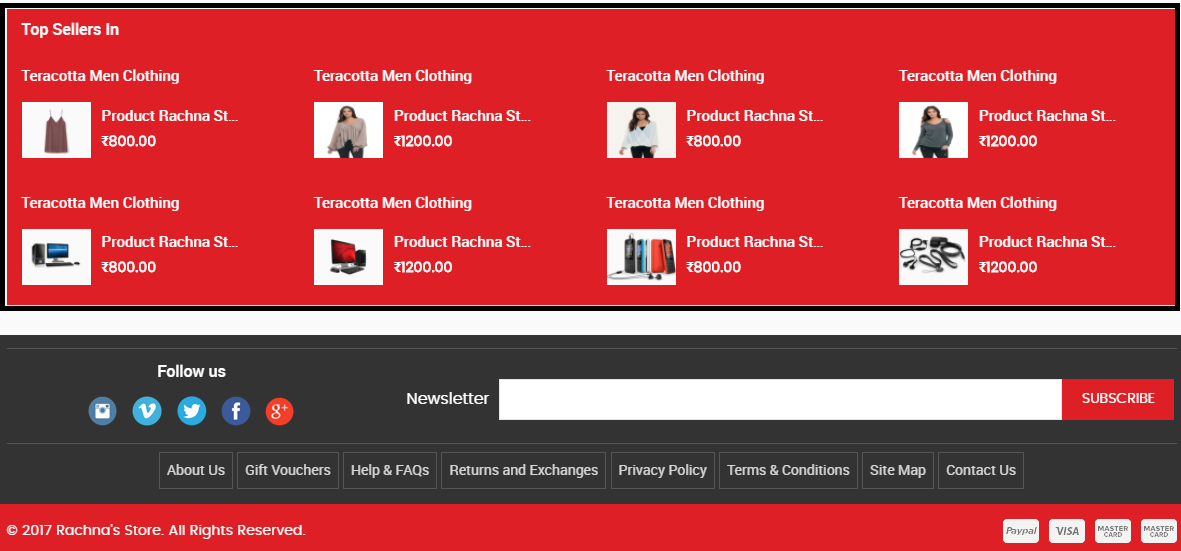 Top Sellers In
Teracotta Men Clothing
Product Rachna St...
₹800.00
Teracotta Men Clothing
Product Rachna St...
₹1200.00
Teracotta Men Clothing
Product Rachna St...
₹800.00
Teracotta Men Clothing
Product Rachna St...
₹1200.00
Teracotta Men Clothing
Product Rachna St...
₹800.00
Teracotta Men Clothing
Product Rachna St...
₹1200.00
Teracotta Men Clothing
Product Rachna St...
₹800.00
Teracotta Men Clothing
Product Rachna St...
₹1200.00
Follow us
Newsletter
SUBSCRIBE
About Us
Gift Vouchers
Help & FAQs
Returns and Exchanges
Privacy Policy
Terms & Conditions
Site Map
Contact Us
© 2017 Rachna's Store. All Rights Reserved.
Paypal
VISA
MASTER
CARD
MASTER
CARD